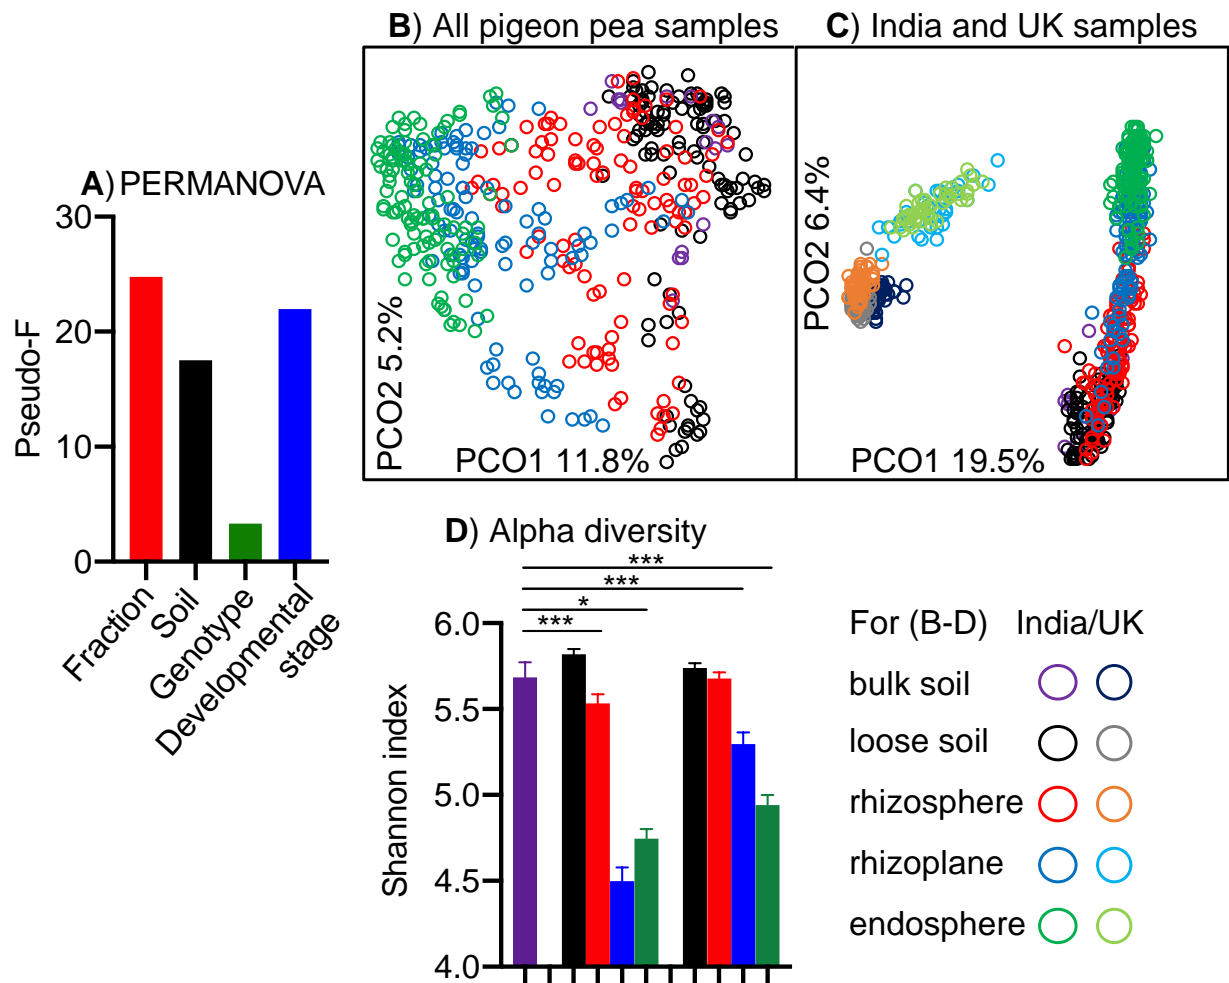 B) All pigeon pea samples
C) India and UK samples
A) PERMANOVA
30
20
10
0
Pseudo-F
Fraction
Soil
Genotype
Developmental
stage
PCO2 5.2%
PCO1 11.8%
PCO2 6.4%
PCO1 19.5%
D) Alpha diversity
***
***
*
***
6.0
5.5
5.0
4.5
4.0
Shannon index
For (B-D) India/UK
bulk soil
loose soil
rhizosphere
rhizoplane
endosphere